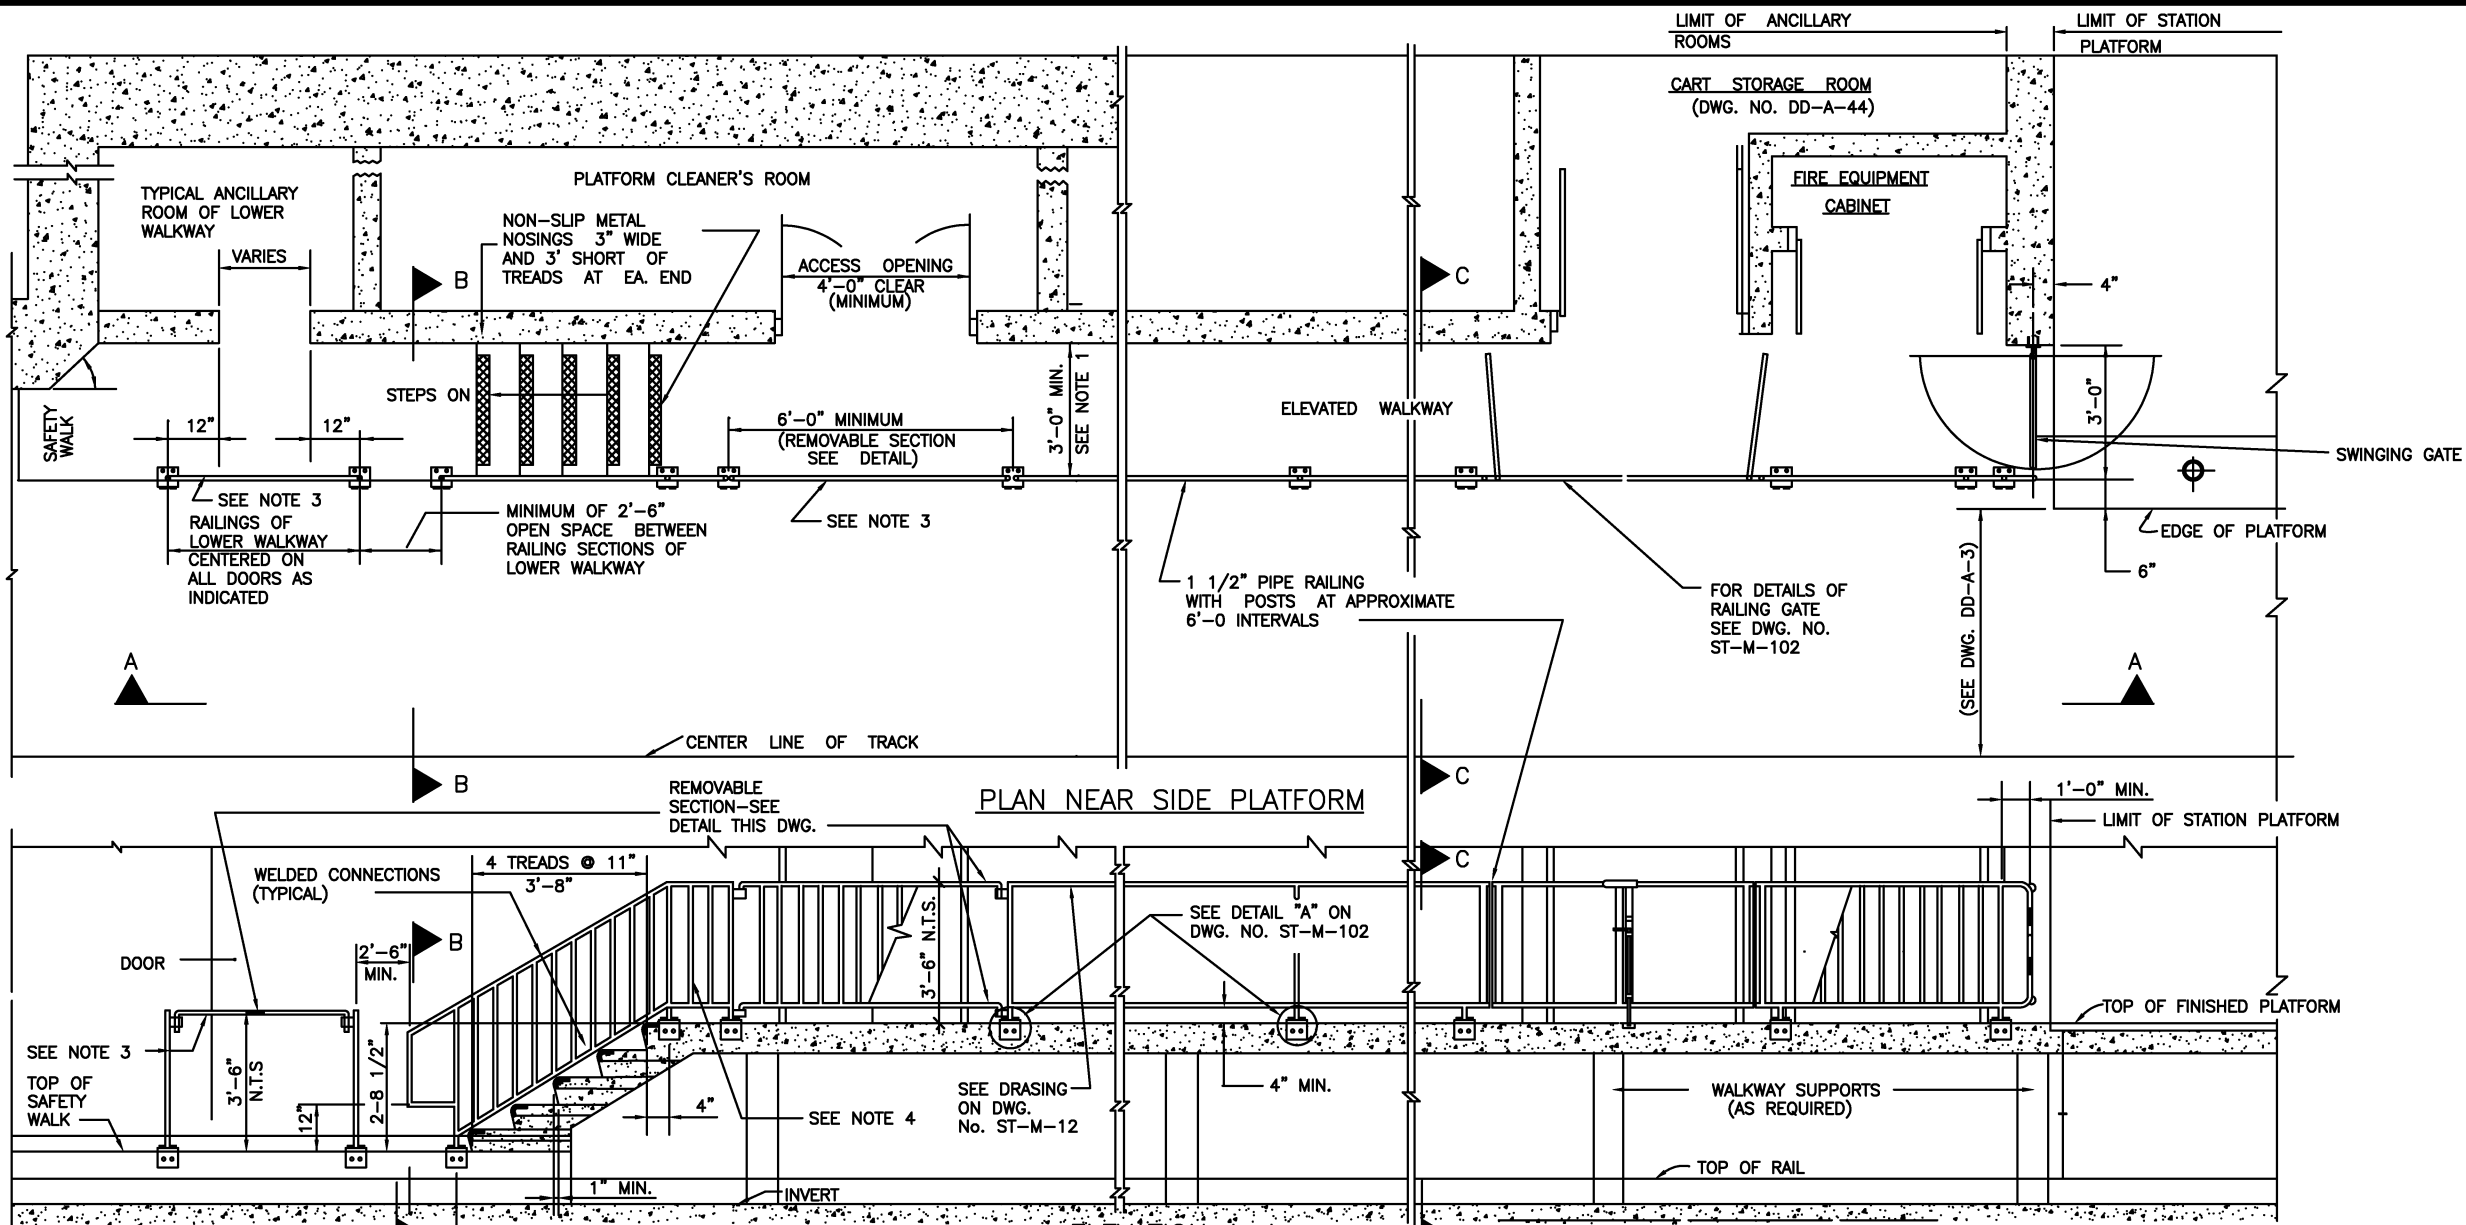 LIMIT OF ANCILLARY
ROOMS
LIMIT OF STATION
PLATFORM
CART STORAGE ROOM
(DWG. NO. DD-A-44)
TYPICAL ANCILLARY
ROOM OF LOWER
WALKWAY
PLATFORM CLEANER'S ROOM
FIRE EQUIPMENT
CABINET
NON-SLIP METAL
NOSINGS 3" WIDE
AND 3' SHORT OF
TREADS AT EA. END
VARIES
B
ACCESS OPENING
4'-0" CLEAR
(MINIMUM)
C
4"
STEPS ON
SAFETY
WALK
12"
12"
6'-0" MINIMUM
(REMOVABLE SECTION
SEE DETAIL)
3'-0" MIN.
SEE NOTE 1
ELEVATED WALKWAY
3'-0"
SWINGING GATE
SEE NOTE 3
RAILINGS OF
LOWER WALKWAY
CENTERED ON
ALL DOORS AS
INDICATED
MINIMUM OF 2'-6"
OPEN SPACE BETWEEN
RAILING SECTIONS OF
LOWER WALKWAY
SEE NOTE 3
1 1/2" PIPE RAILING
WITH POSTS AT APPROXIMATE
6'-0 INTERVALS
FOR DETAILS OF
RAILING GATE
SEE DWG. NO.
ST-M-102
(SEE DWG. DD-A-3)
EDGE OF PLATFORM
6"
A
A
CENTER LINE OF TRACK
B
C
PLAN NEAR SIDE PLATFORM
REMOVABLE
SECTION-SEE
DETAIL THIS DWG.
1'-0" MIN.
LIMIT OF STATION PLATFORM
C
4 TREADS @ 11"
3'-8"
WELDED CONNECTIONS
(TYPICAL)
B
2'-6"
MIN.
DOOR
3'-6" N.T.S.
SEE DETAIL "A" ON
DWG. NO. ST-M-102
TOP OF FINISHED PLATFORM
SEE NOTE 3
3'-6"
N.T.S
12"
2-8 1/2"
TOP OF
SAFETY
WALK
4"
SEE NOTE 4
SEE DRASING
ON DWG.
No. ST-M-12
4" MIN.
WALKWAY SUPPORTS
(AS REQUIRED)
TOP OF RAIL
1" MIN.
INVERT